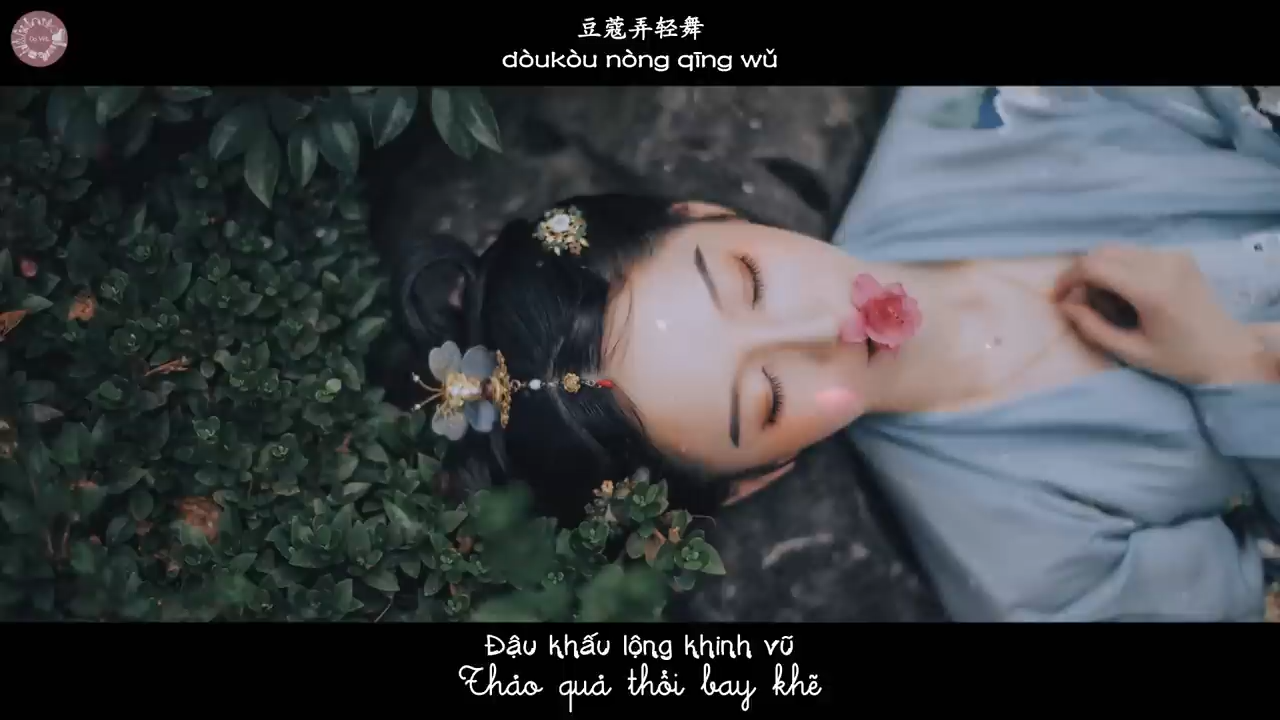 豆蔻弄轻舞
dòukòu nòng qīng wǔ
Đậu khấu lộng khinh vũ
Thảo quả thổi bay khẽ